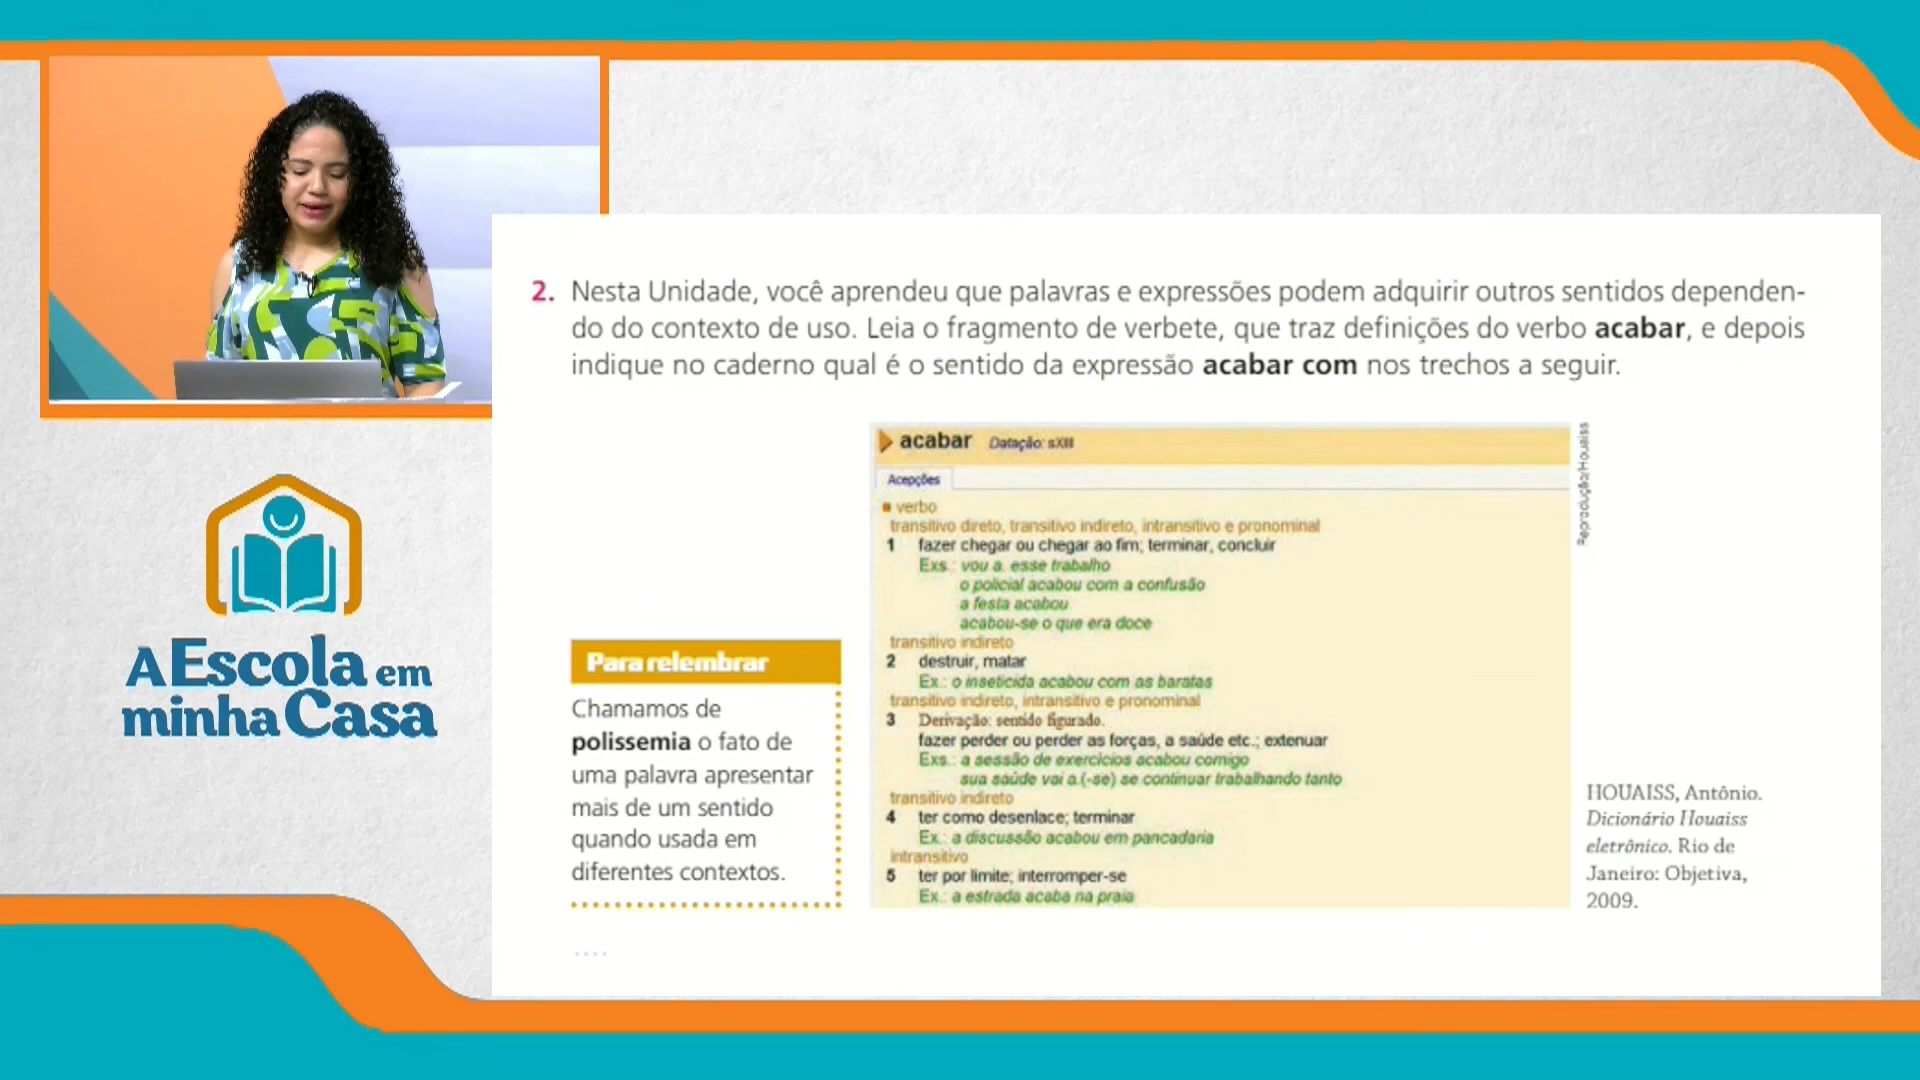 2. Nesta Unidade, você aprendeu que palavras e expressões podem adquirir outros sentidos dependen-
do do contexto de uso. Leia o fragmento de verbete, que traz definições do verbo acabar, e depois
indique no caderno qual é o sentido da expressão acabar com nos trechos a seguir.
acabar Datação: sXIII
Acepções
verbo
transitivo direto, transitivo indireto, intransitivo e pronominal
1 fazer chegar ou chegar ao fim; terminar, concluir
Exs.: vou a. esse trabalho
o policial acabou com a confusão
a festa acabou
acabou-se o que era doce
transitivo indireto
2 destruir, matar
Ex.: o inseticida acabou com as baratas
transitivo indireto, intransitivo e pronominal
3 Derivação: sentido figurado.
fazer perder ou perder as forças, a saúde etc.; extenuar
Exs.: a sessão de exercícios acabou comigo
sua saúde vai a.(-se) se continuar trabalhando tanto
transitivo indireto
4 ter como desenlace; terminar
Ex.: a discussão acabou em pancadaria
intransitivo
5 ter por limite; interromper-se
Ex.: a estrada acaba na praia
Reprodução/Houaiss
HOUAISS, Antônio.
Dicionário Houaiss
eletrônico. Rio de
Janeiro: Objetiva,
2009.
Para relembrar
Chamamos de
polissemia o fato de
uma palavra apresentar
mais de um sentido
quando usada em
diferentes contextos.
A Escola em
minha Casa